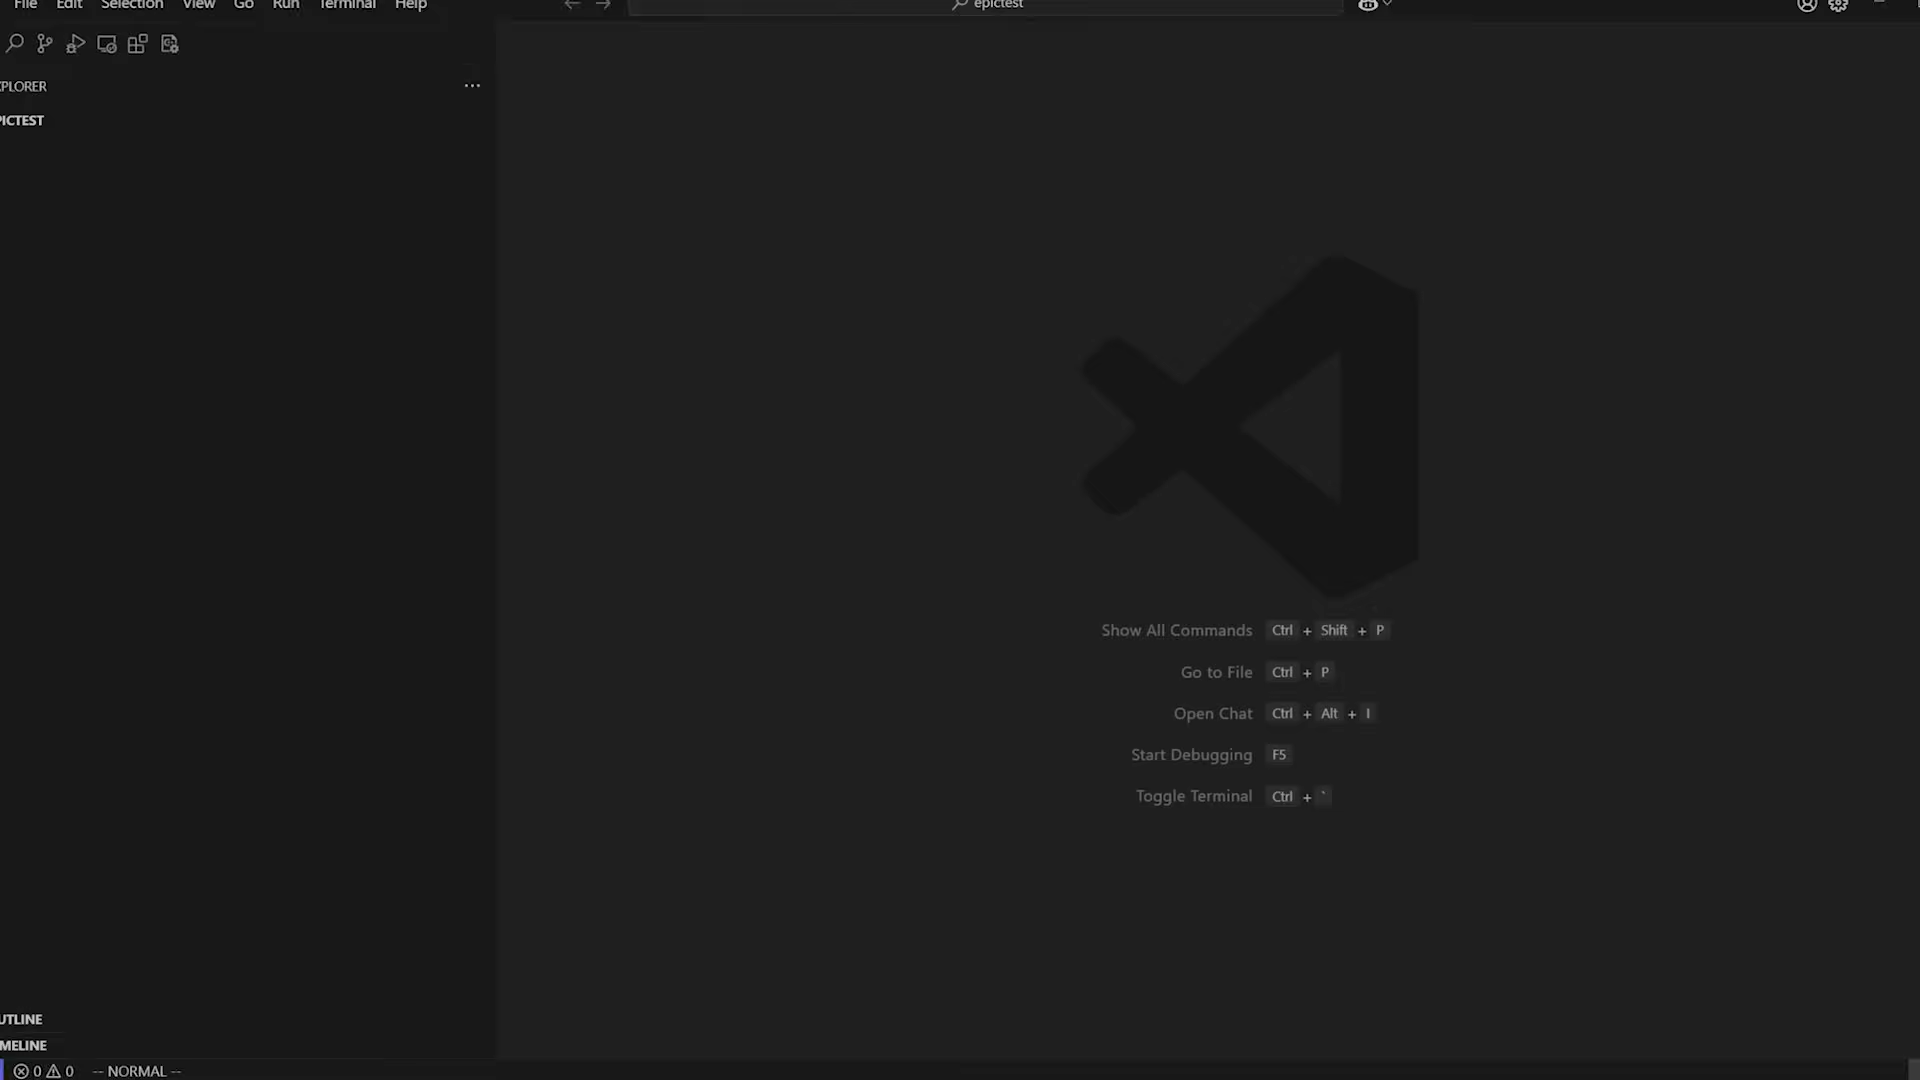 File Edit Selection View Go Run Terminal Help
epictest
XPLORER
PICTEST
Show All Commands Ctrl + Shift + P
Go to File Ctrl + P
Open Chat Ctrl + Alt + I
Start Debugging F5
Toggle Terminal Ctrl + `
UTLINE
MELINE
0 0 -- NORMAL --